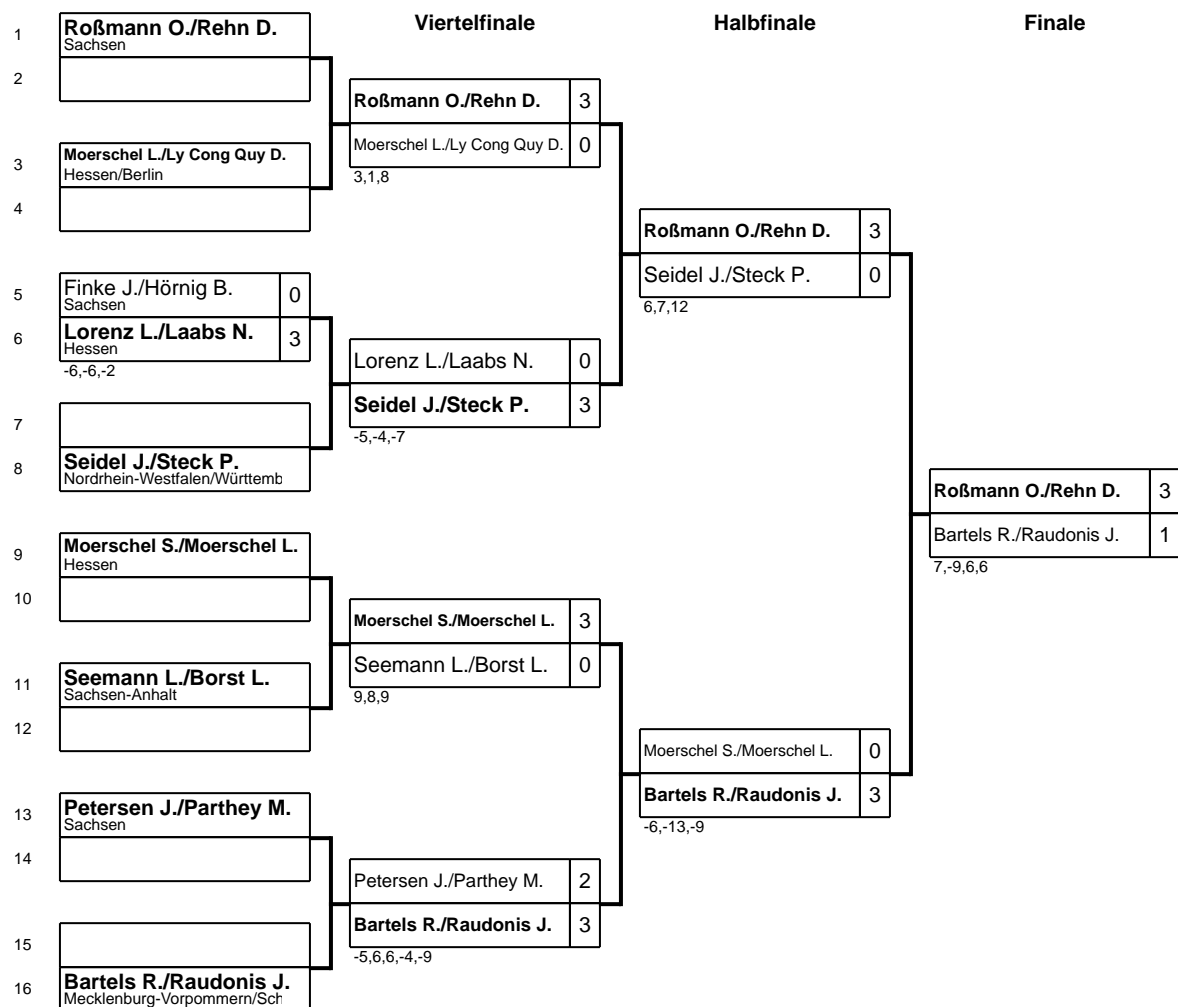 Viertelfinale
Halbfinale
Finale
1
Roßmann O./Rehn D.
Sachsen
2
3
Moerschel L./Ly Cong Quy D.
Hessen/Berlin
4
5
Finke J./Hörnig B. 0
Sachsen
6
Lorenz L./Laabs N. 3
Hessen
-6,-6,-2
7
8
Seidel J./Steck P.
Nordrhein-Westfalen/Württemb
9
Moerschel S./Moerschel L.
Hessen
10
11
Seemann L./Borst L.
Sachsen-Anhalt
12
13
Petersen J./Parthey M.
Sachsen
14
15
16
Bartels R./Raudonis J.
Mecklenburg-Vorpommern/Sch
Roßmann O./Rehn D. 3
Moerschel L./Ly Cong Quy D. 0
3,1,8
Lorenz L./Laabs N. 0
Seidel J./Steck P. 3
-5,-4,-7
Moerschel S./Moerschel L. 3
Seemann L./Borst L. 0
9,8,9
Petersen J./Parthey M. 2
Bartels R./Raudonis J. 3
-5,6,6,-4,-9
Roßmann O./Rehn D. 3
Seidel J./Steck P. 0
6,7,12
Moerschel S./Moerschel L. 0
Bartels R./Raudonis J. 3
-6,-13,-9
Roßmann O./Rehn D. 3
Bartels R./Raudonis J. 1
7,-9,6,6